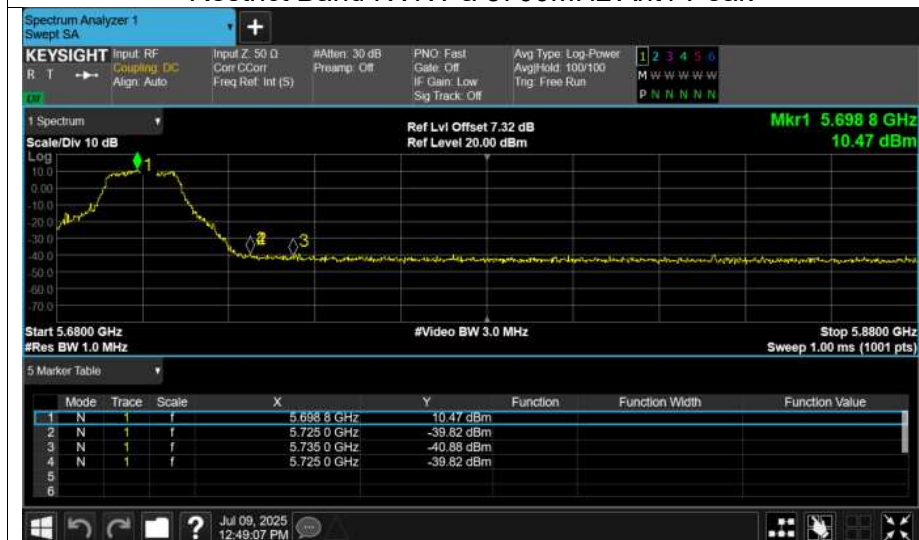 Spectrum Analyzer 1
Swept SA
+
KEYSIGHT Input: RF Input Z: 50 Ω #Atten: 30 dB PNO: Fast Avg Type: Log-Power 1 2 3 4 5 6
R T Coupling: DC Corr CCorr Preamp: Off Gate: Off Avg|Hold: 100/100 M W W W W W
Align: Auto Freq Ref: Int (S) IF Gain: Low Trig: Free Run
Sig Track: Off P N N N N N
1 Spectrum
Ref Lvl Offset 7.32 dB Mkr1 5.698 8 GHz
Scale/Div 10 dB Ref Level 20.00 dBm 10.47 dBm
Log
10.0
0.00
-10.0
-20.0
-30.0
-40.0
-50.0
-60.0
-70.0
1
2
3
Start 5.6800 GHz #Video BW 3.0 MHz Stop 5.8800 GHz
#Res BW 1.0 MHz Sweep 1.00 ms (1001 pts)
5 Marker Table
Mode Trace Scale X Y Function Function Width Function Value
1 N 1 f 5.698 8 GHz 10.47 dBm
2 N 1 f 5.725 0 GHz -39.82 dBm
3 N 1 f 5.735 0 GHz -40.88 dBm
4 N 1 f 5.725 0 GHz -39.82 dBm
5
6
? Jul 09, 2025
12:49:07 PM